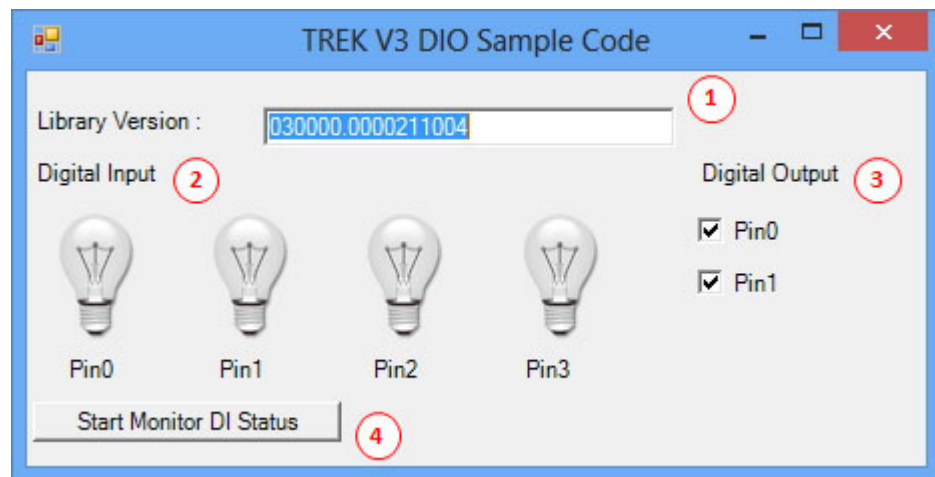 TREK V3 DIO Sample Code
1
Library Version : 030000.0000211004
Digital Input 2 Digital Output 3
Pin0
Pin1
Pin0 Pin1 Pin2 Pin3
Start Monitor DI Status 4